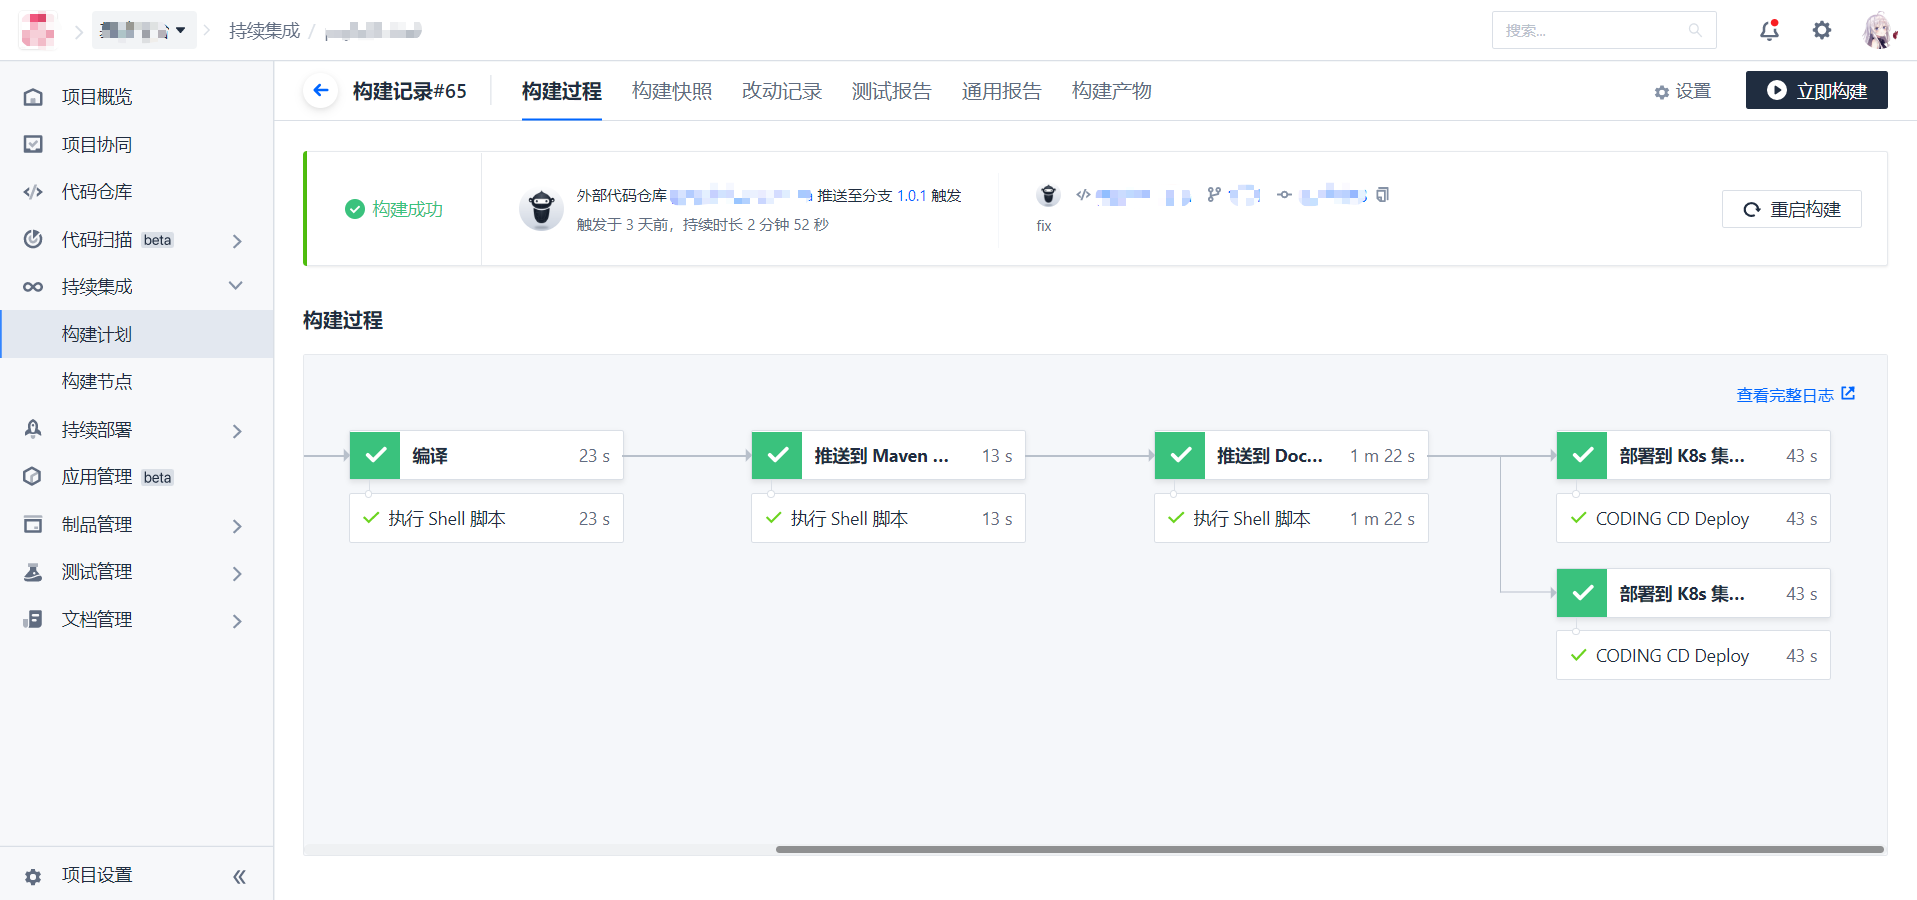 持续集成 /
搜索...
项目概览
项目协同
代码仓库
代码扫描 beta
持续集成
构建计划
构建节点
持续部署
应用管理 beta
制品管理
测试管理
文档管理
项目设置
构建记录#65
构建过程 构建快照 改动记录 测试报告 通用报告 构建产物
设置
立即构建
构建成功
外部代码仓库 推送至分支 1.0.1 触发
触发于 3 天前，持续时长 2 分钟 52 秒
fix
重启构建
构建过程
查看完整日志
编译 23 s
执行 Shell 脚本 23 s
推送到 Maven ... 13 s
执行 Shell 脚本 13 s
推送到 Doc... 1 m 22 s
执行 Shell 脚本 1 m 22 s
部署到 K8s 集... 43 s
CODING CD Deploy 43 s
部署到 K8s 集... 43 s
CODING CD Deploy 43 s